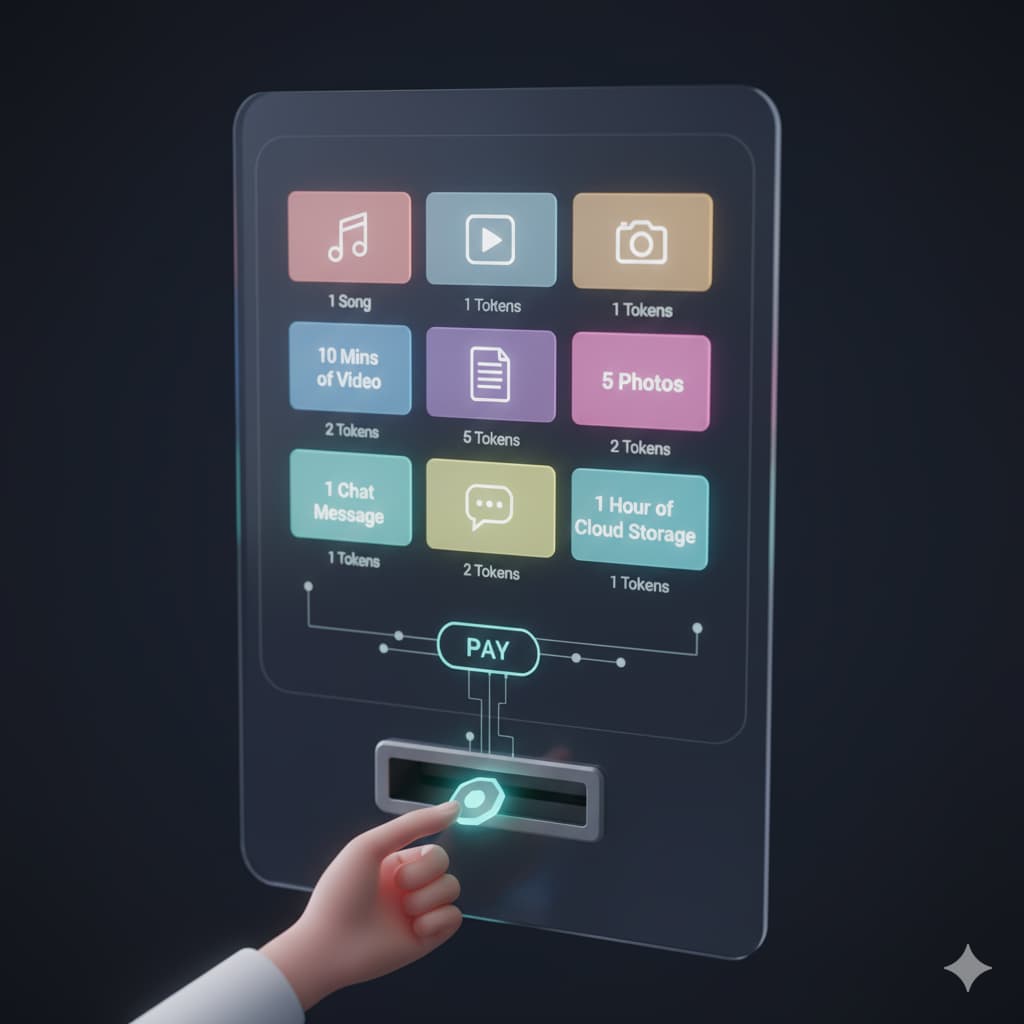 1 Song
1 Tokens
1 Tokens
10 Mins
of Video
5 Photos
2 Tokens
5 Tokens
2 Tokens
1 Chat
Message
1 Hour of
Cloud Storage
1 Tokens
2 Tokens
1 Tokens
PAY